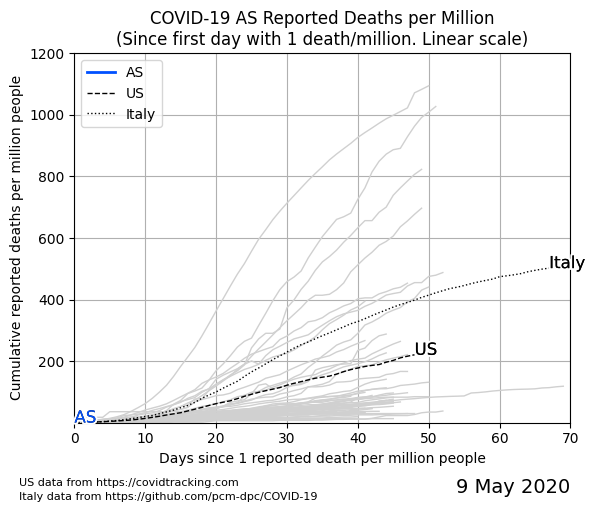 COVID-19 AS Reported Deaths per Million
(Since first day with 1 death/million. Linear scale)
Cumulative reported deaths per million people
1200
1000
800
600
400
200
AS
US
Italy
Italy
US
AS
0 10 20 30 40 50 60 70
Days since 1 reported death per million people
US data from https://covidtracking.com
Italy data from https://github.com/pcm-dpc/COVID-19
9 May 2020